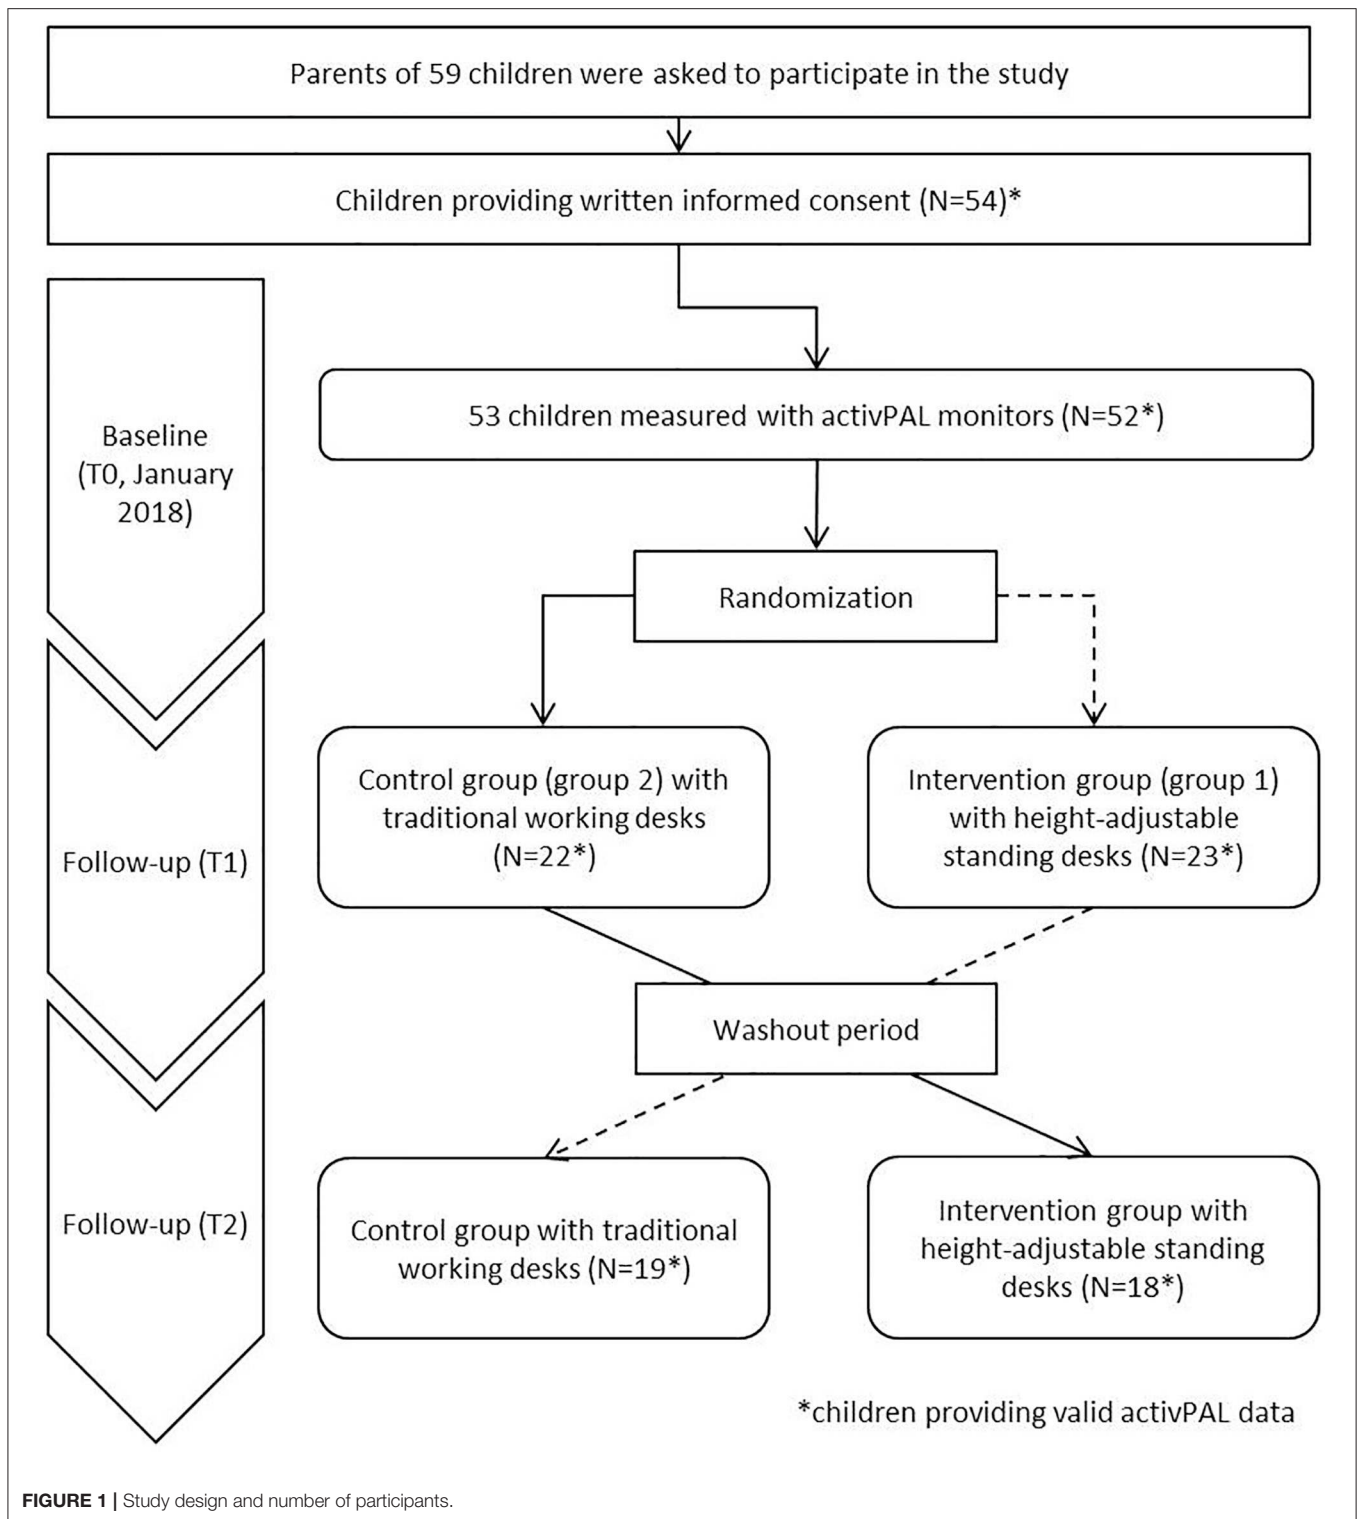 Parents of 59 children were asked to participate in the study
Children providing written informed consent (N=54)*
Baseline
(T0, January
2018)
53 children measured with activPAL monitors (N=52*)
Randomization
Follow-up (T1)
Control group (group 2) with
traditional working desks
(N=22*)
Intervention group (group 1)
with height-adjustable
standing desks (N=23*)
Washout period
Follow-up (T2)
Control group with traditional
working desks (N=19*)
Intervention group with
height-adjustable standing
desks (N=18*)
*children providing valid activPAL data
FIGURE 1 | Study design and number of participants.